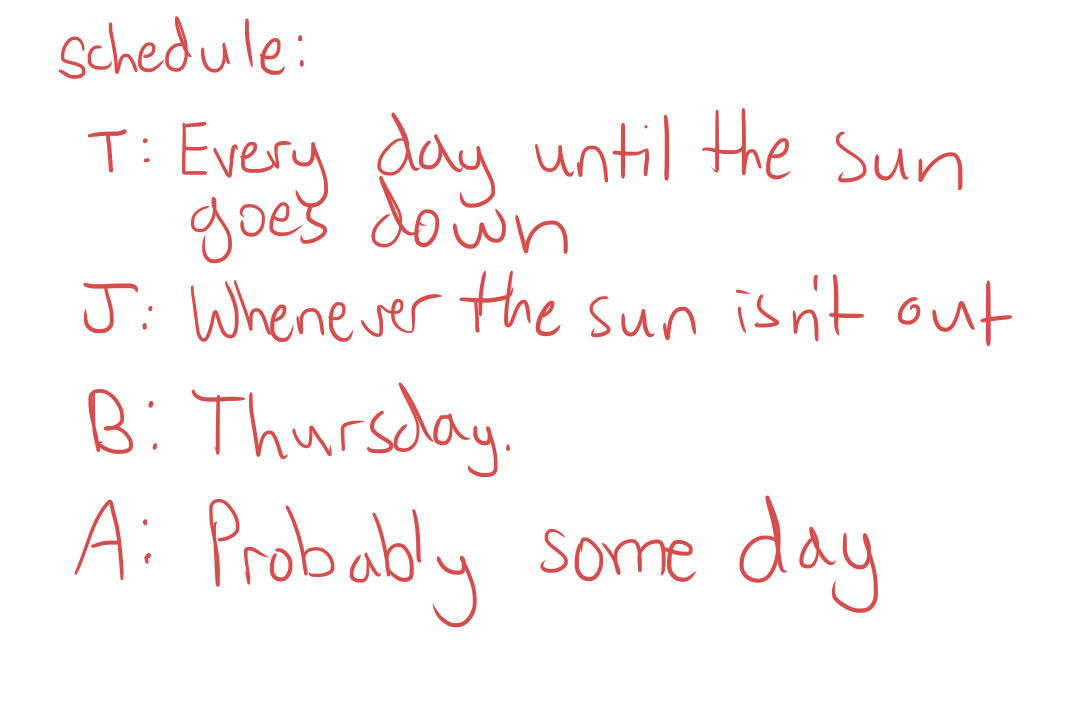 schedule:
T: Every day until the sun
goes down
J: Whenever the sun isn't out
B: Thursday.
A: Probably some day